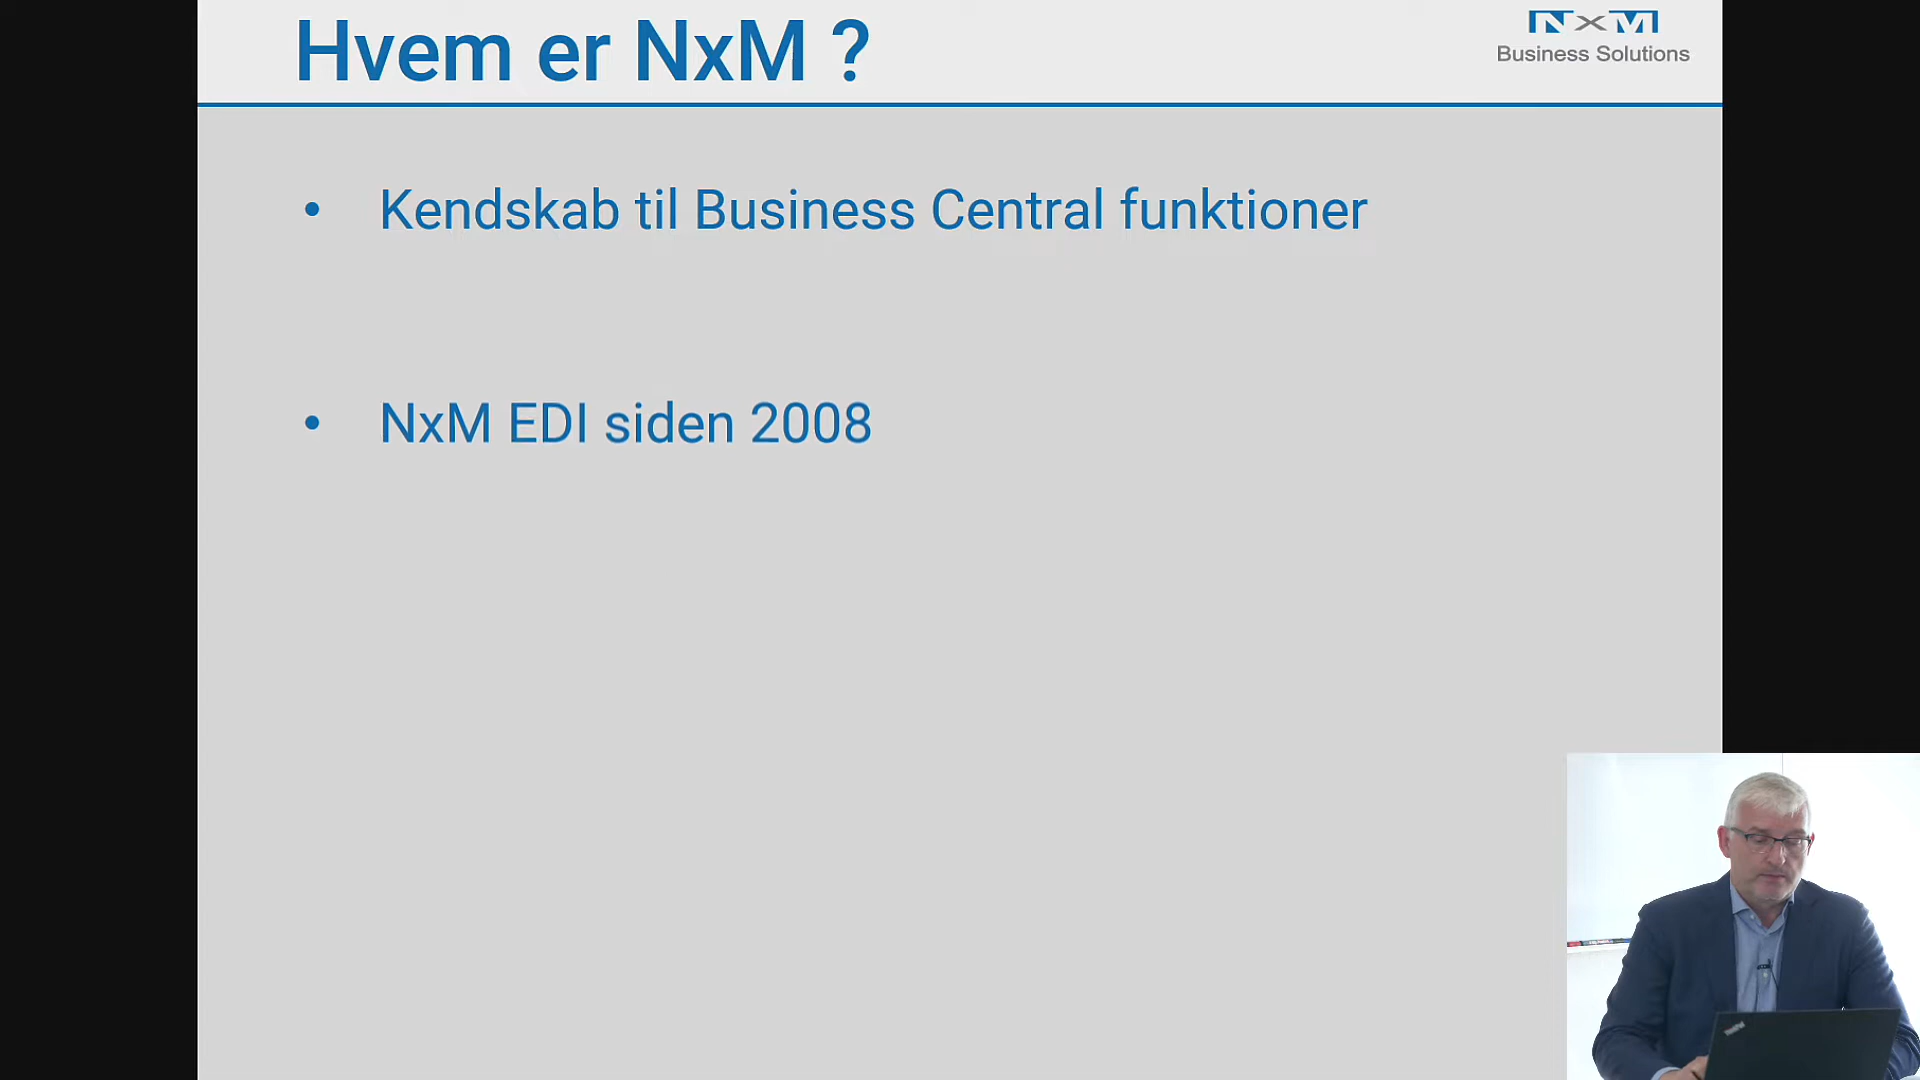 Hvem er NxM ?
NxM
Business Solutions
• Kendskab til Business Central funktioner
• NxM EDI siden 2008